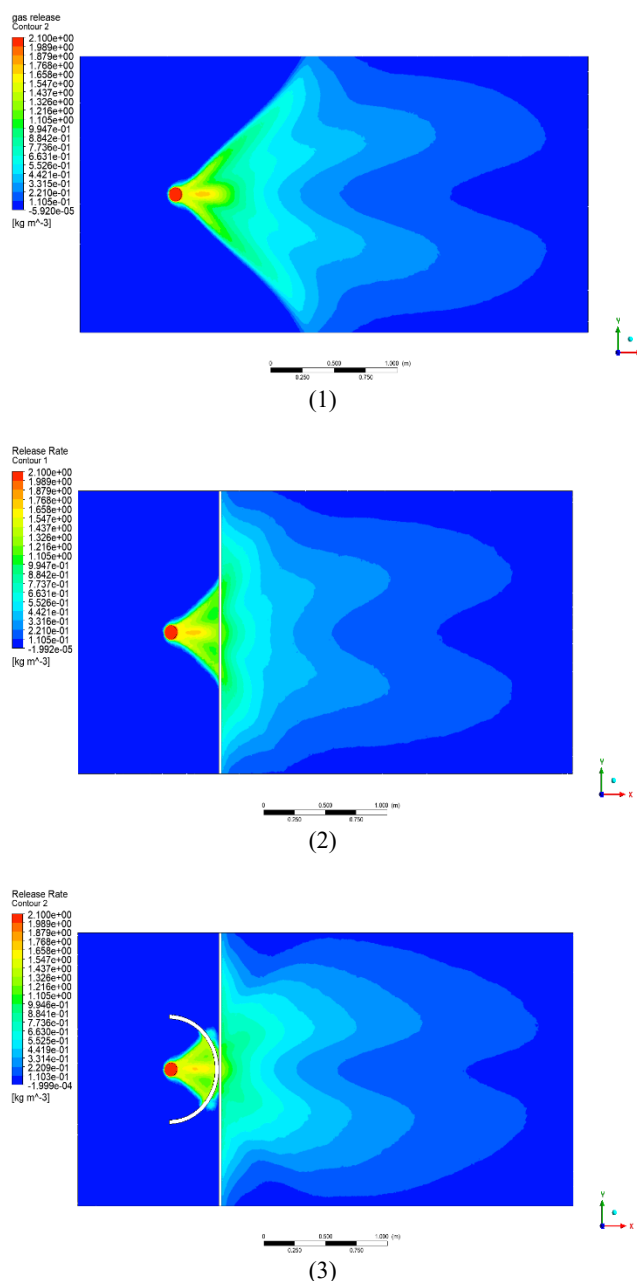 gas release
Contour 2
2.100e+00
1.989e+00
1.879e+00
1.768e+00
1.658e+00
1.547e+00
1.437e+00
1.326e+00
1.216e+00
1.105e+00
9.947e-01
8.842e-01
7.736e-01
6.631e-01
5.526e-01
4.421e-01
3.315e-01
2.210e-01
1.105e-01
-5.920e-05
[kg m^-3]
Y
0 0.500 1.000 (m)
0.250 0.750
(1)
Release Rate
Contour 1
2.100e+00
1.989e+00
1.879e+00
1.768e+00
1.658e+00
1.547e+00
1.437e+00
1.326e+00
1.216e+00
1.105e+00
9.947e-01
8.842e-01
7.736e-01
6.631e-01
5.526e-01
4.421e-01
3.316e-01
2.210e-01
1.105e-01
-1.992e-05
[kg m^-3]
Y
X
0 0.500 1.000 (m)
0.250 0.750
(2)
Release Rate
Contour 2
2.100e+00
1.989e+00
1.879e+00
1.768e+00
1.658e+00
1.547e+00
1.437e+00
1.326e+00
1.216e+00
1.105e+00
9.946e-01
8.841e-01
7.736e-01
6.630e-01
5.525e-01
4.419e-01
3.314e-01
2.209e-01
1.103e-01
-1.999e-04
[kg m^-3]
Y
X
0 0.500 1.000 (m)
0.250 0.750
(3)